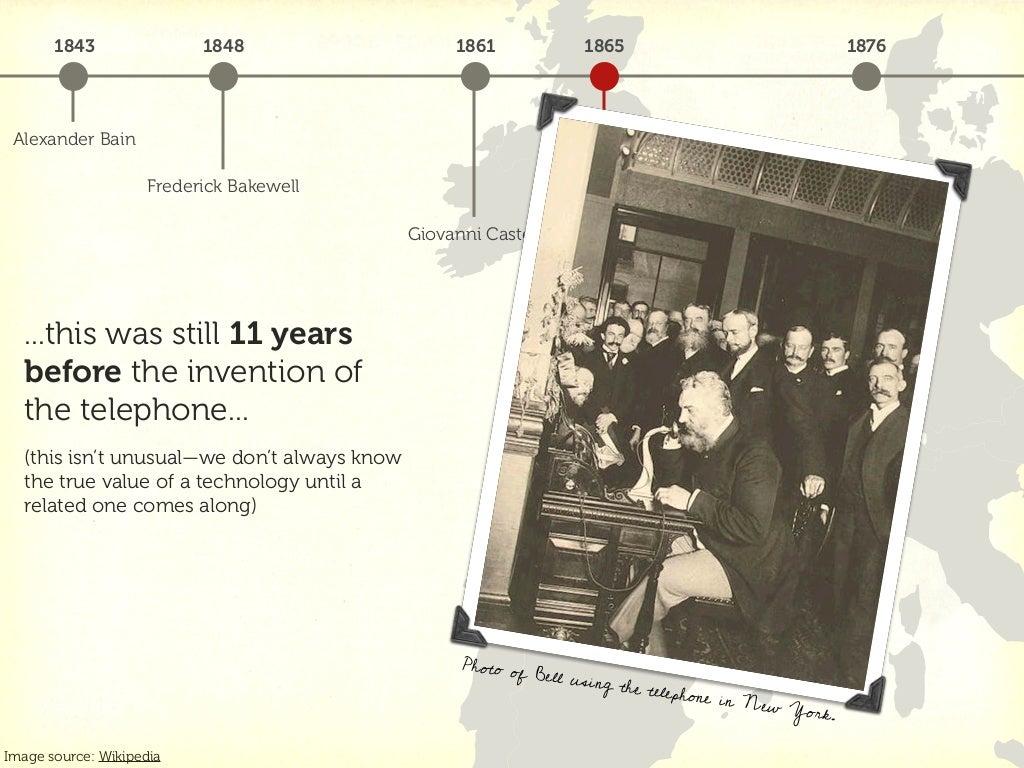 1843 1848 1861 1865 1876
Alexander Bain
Frederick Bakewell
Giovanni Caste
...this was still 11 years
before the invention of
the telephone...
(this isn't unusual—we don't always know
the true value of a technology until a
related one comes along)
Photo of Bell using the telephone in New York.
Image source: Wikipedia